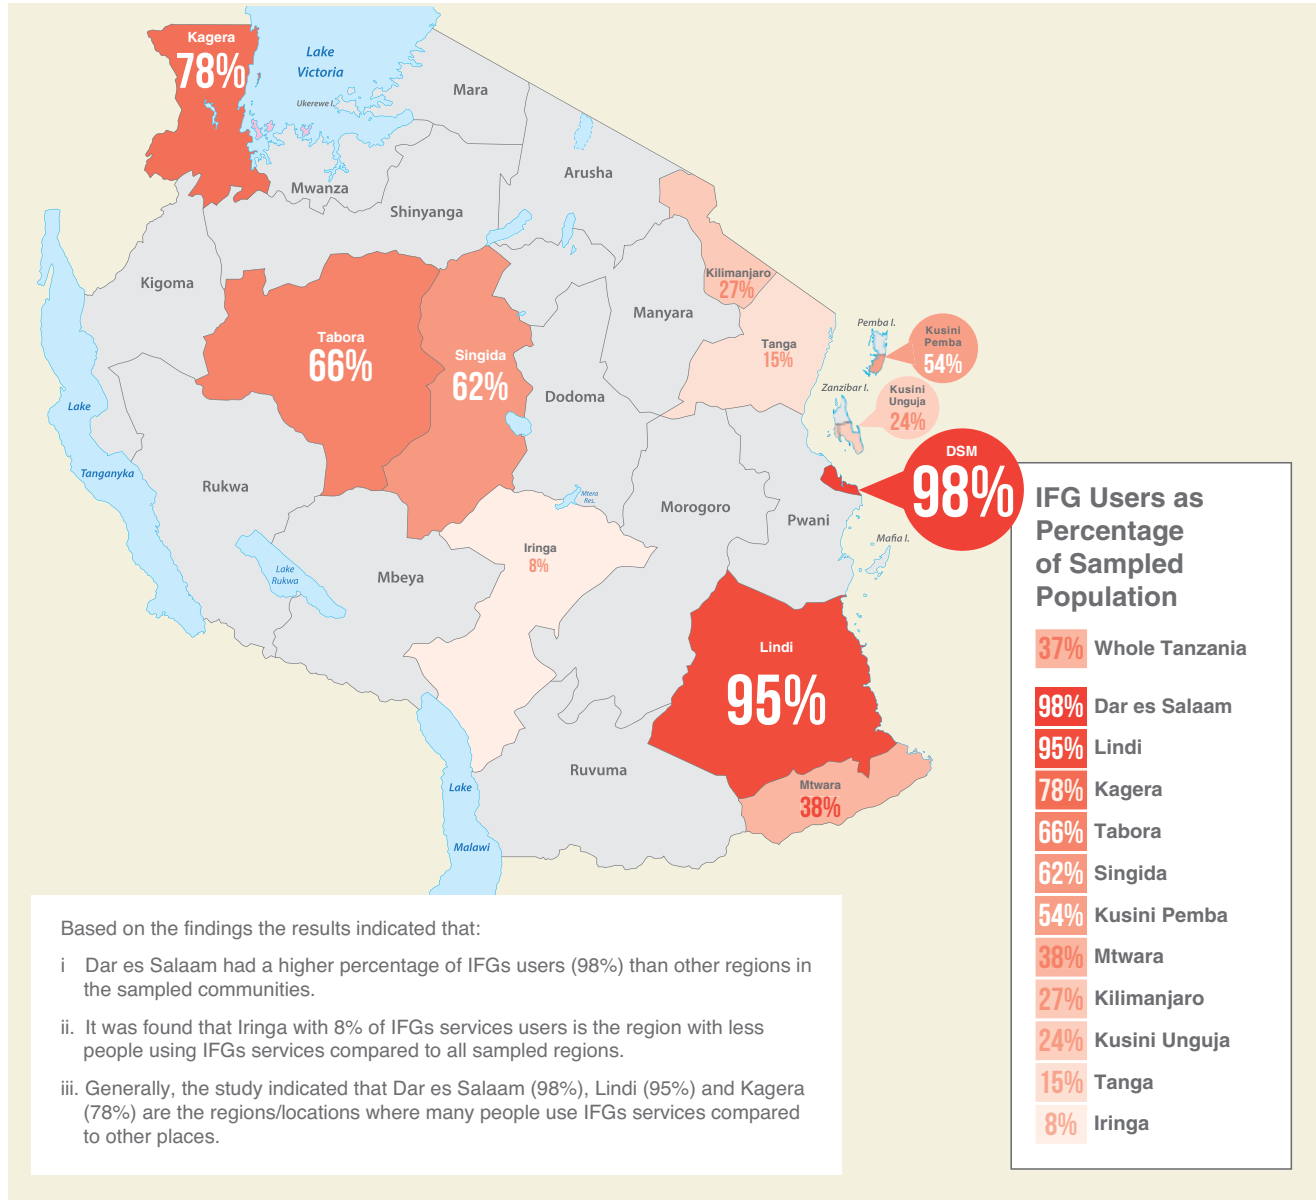 Kagera
78%
Lake
Victoria
Ukerewe I.
Mara
Arusha
Mwanza
Shinyanga
Kigoma
Kilimanjaro
27%
Manyara
Tabora
66%
Singida
62%
Tanga
15%
Pemba I.
Kusini
Pemba
54%
Zanzibar I.
Kusini
Unguja
24%
Dodoma
Lake
Tanganyka
Rukwa
Mtera
Res.
Morogoro
Pwani
DSM
98%
Mafia I.
Iringa
8%
Lake
Rukwa
Mbeya
Lindi
95%
Ruvuma
Mtwara
38%
Lake
Malawi
IFG Users as
Percentage
of Sampled
Population
37% Whole Tanzania
98% Dar es Salaam
95% Lindi
78% Kagera
66% Tabora
62% Singida
54% Kusini Pemba
38% Mtwara
27% Kilimanjaro
24% Kusini Unguja
15% Tanga
8% Iringa
Based on the findings the results indicated that:
i Dar es Salaam had a higher percentage of IFGs users (98%) than other regions in
the sampled communities.
ii. It was found that Iringa with 8% of IFGs services users is the region with less
people using IFGs services compared to all sampled regions.
iii. Generally, the study indicated that Dar es Salaam (98%), Lindi (95%) and Kagera
(78%) are the regions/locations where many people use IFGs services compared
to other places.